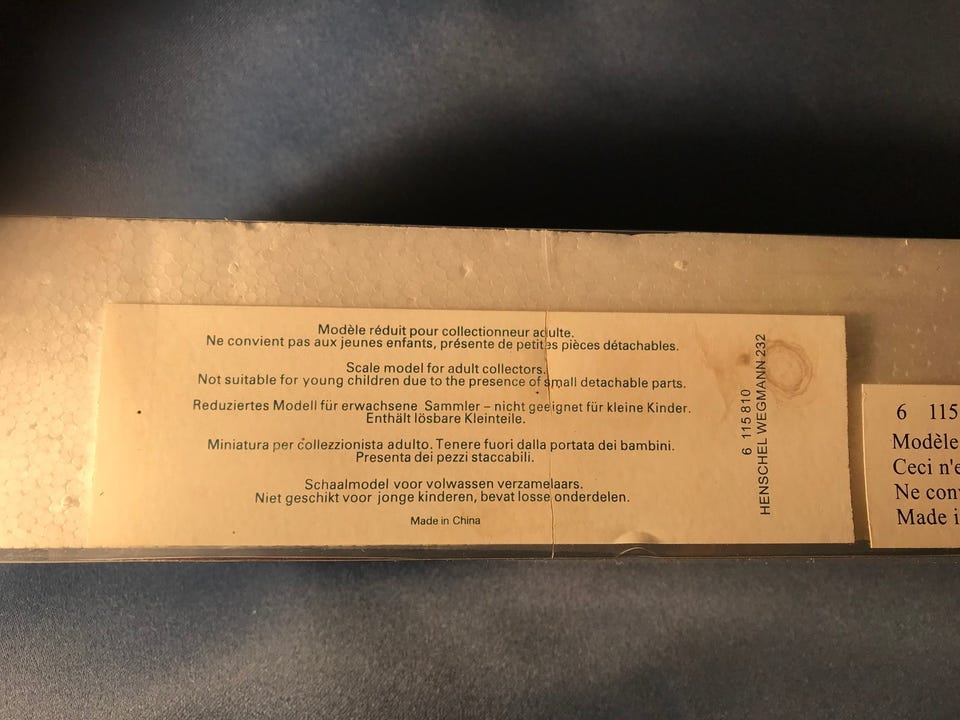 Modèle réduit pour collectionneur adulte.
Ne convient pas aux jeunes enfants, présente de petites pièces détachables.
Scale model for adult collectors.
Not suitable for young children due to the presence of small detachable parts.
Reduziertes Modell für erwachsene Sammler – nicht geeignet für kleine Kinder.
Enthält lösbare Kleinteile.
Miniatura per collezzionista adulto. Tenere fuori dalla portata dei bambini.
Presenta dei pezzi staccabili.
Schaalmodel voor volwassen verzamelaars.
Niet geschikt voor jonge kinderen, bevat losse onderdelen.
Made in China
6 115 810
HENSCHEL WEGMANN 232
6 115
Modèle
Ceci n'e
Ne conv
Made i